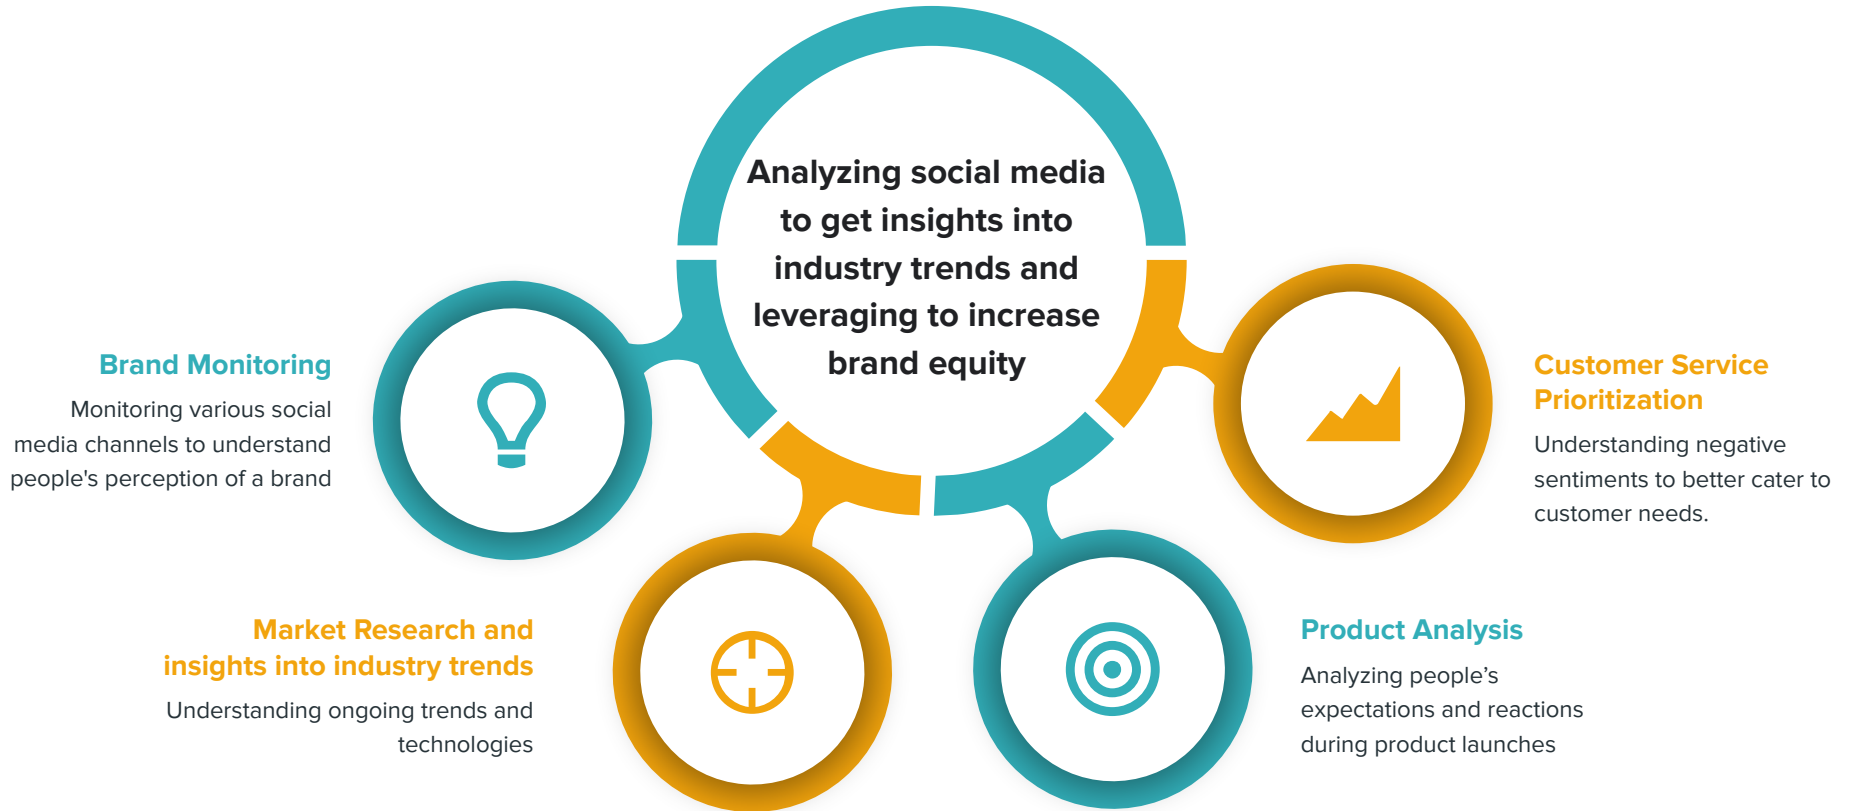 Analyzing social media
to get insights into
industry trends and
leveraging to increase
brand equity
Brand Monitoring
Monitoring various social
media channels to understand
people's perception of a brand
Market Research and
insights into industry trends
Understanding ongoing trends and
technologies
Product Analysis
Analyzing people’s
expectations and reactions
during product launches
Customer Service
Prioritization
Understanding negative
sentiments to better cater to
customer needs.